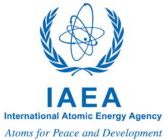 IAEA
International Atomic Energy Agency
Atoms for Peace and Development